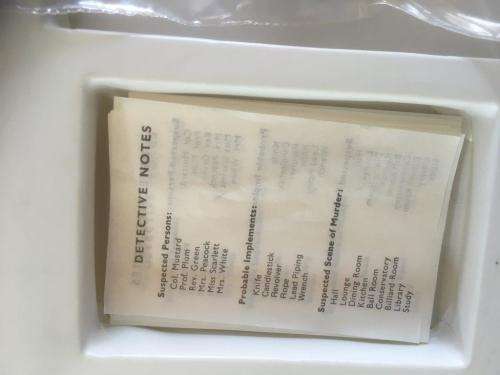 DETECTIVE NOTES
Suspected Persons:
Col. Mustard
Prof. Plum
Rev. Green
Mrs. Peacock
Miss Scarlett
Mrs. White
Probable Implements:
Knife
Candlestick
Revolver
Rope
Lead Piping
Wrench
Suspected Scene of Murder:
Hall
Lounge
Dining Room
Kitchen
Ball Room
Conservatory
Billiard Room
Library
Study